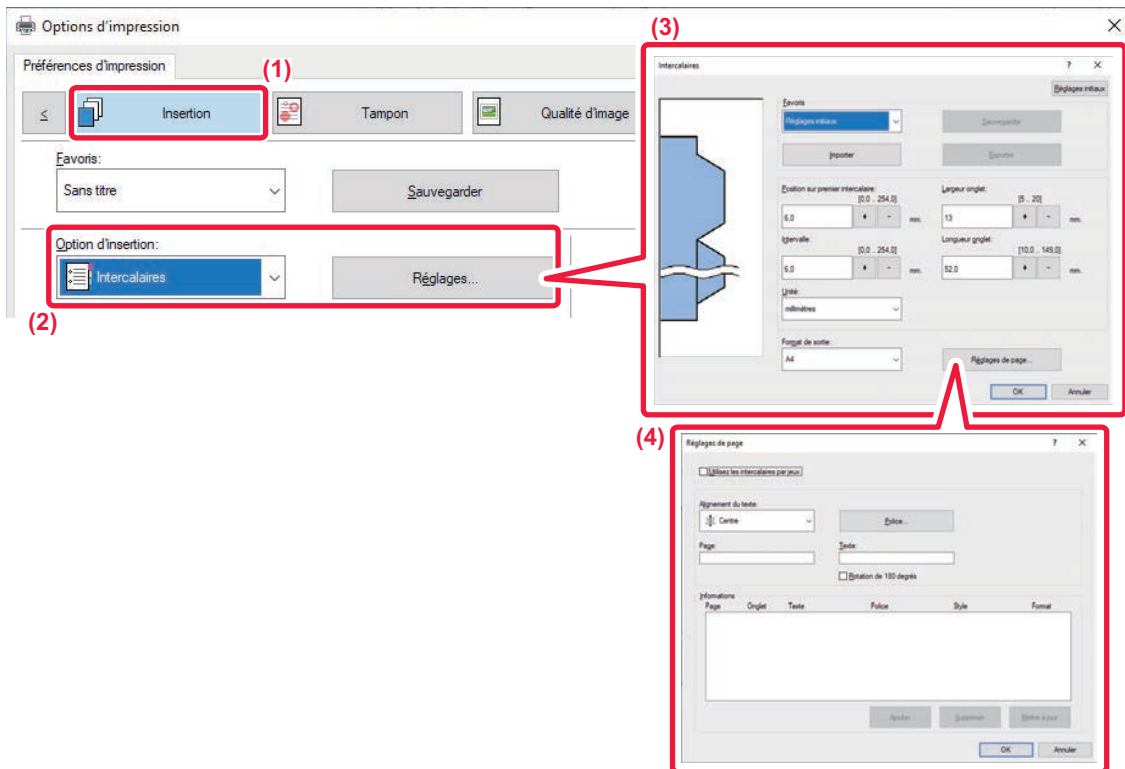 Options d'impression
Préférences d'impression
(1)
≤
Insertion
Tampon
Qualité d'image
Favoris:
Sans titre
Sauvegarder
Option d'insertion:
Intercalaires
Réglages...
(2)
(3)
Intercalaires
? ×
Réglages initiaux
Favoris
Réglages initiaux
Sauvegarder
Importer
Exporter
Position sur premier intercalaire:
[0,0 .. 254,0]
6,0
+ - mm.
Largeur onglet:
[5 .. 20]
13
+ - mm.
Intervalle:
[0,0 .. 254,0]
6,0
+ - mm.
Longueur onglet:
[10,0 .. 149,0]
52,0
+ - mm.
Unité:
millimètres
Format de sortie:
A4
Réglages de page...
OK
Annuler
(4)
Réglages de page
? ×
Utilisez les intercalaires par jeux
Alignement du texte:
Centre
Police...
Page:
Texte:
Rotation de 180 degrés
Informations
Page Onglet Texte Police Style Format
Ajouter
Supprimer
Mettre à jour
OK
Annuler